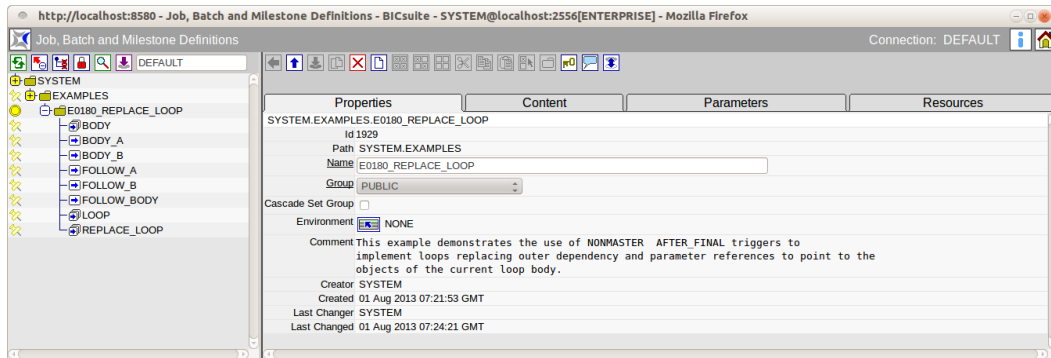 http://localhost:8580 - Job, Batch and Milestone Definitions - BICsuite - SYSTEM@localhost:2556[ENTERPRISE] - Mozilla Firefox
Job, Batch and Milestone Definitions
Connection: DEFAULT
DEFAULT
SYSTEM
EXAMPLES
E0180_REPLACE_LOOP
BODY
BODY_A
BODY_B
FOLLOW_A
FOLLOW_B
FOLLOW_BODY
LOOP
REPLACE_LOOP
Properties Content Parameters Resources
SYSTEM.EXAMPLES.E0180_REPLACE_LOOP
Id 1929
Path SYSTEM.EXAMPLES
Name E0180_REPLACE_LOOP
Group PUBLIC
Cascade Set Group
Environment NONE
Comment This example demonstrates the use of NONMASTER AFTER_FINAL triggers to
implement loops replacing outer dependency and parameter references to point to the
objects of the current loop body.
Creator SYSTEM
Created 01 Aug 2013 07:21:53 GMT
Last Changer SYSTEM
Last Changed 01 Aug 2013 07:24:21 GMT